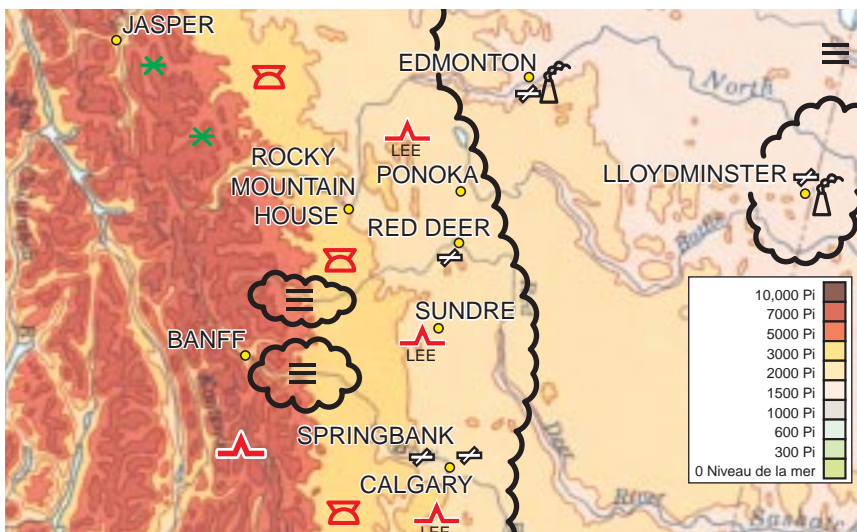 JASPER
EDMONTON
North
LEE
ROCKY
MOUNTAIN
HOUSE
PONOKA
LLOYDMINSTER
RED DEER
Battle
SUNDRE
LEE
BANFF
10,000 Pi
7000 Pi
5000 Pi
3000 Pi
2000 Pi
1500 Pi
1000 Pi
600 Pi
300 Pi
0 Niveau de la mer
SPRINGBANK
CALGARY
LEE
River